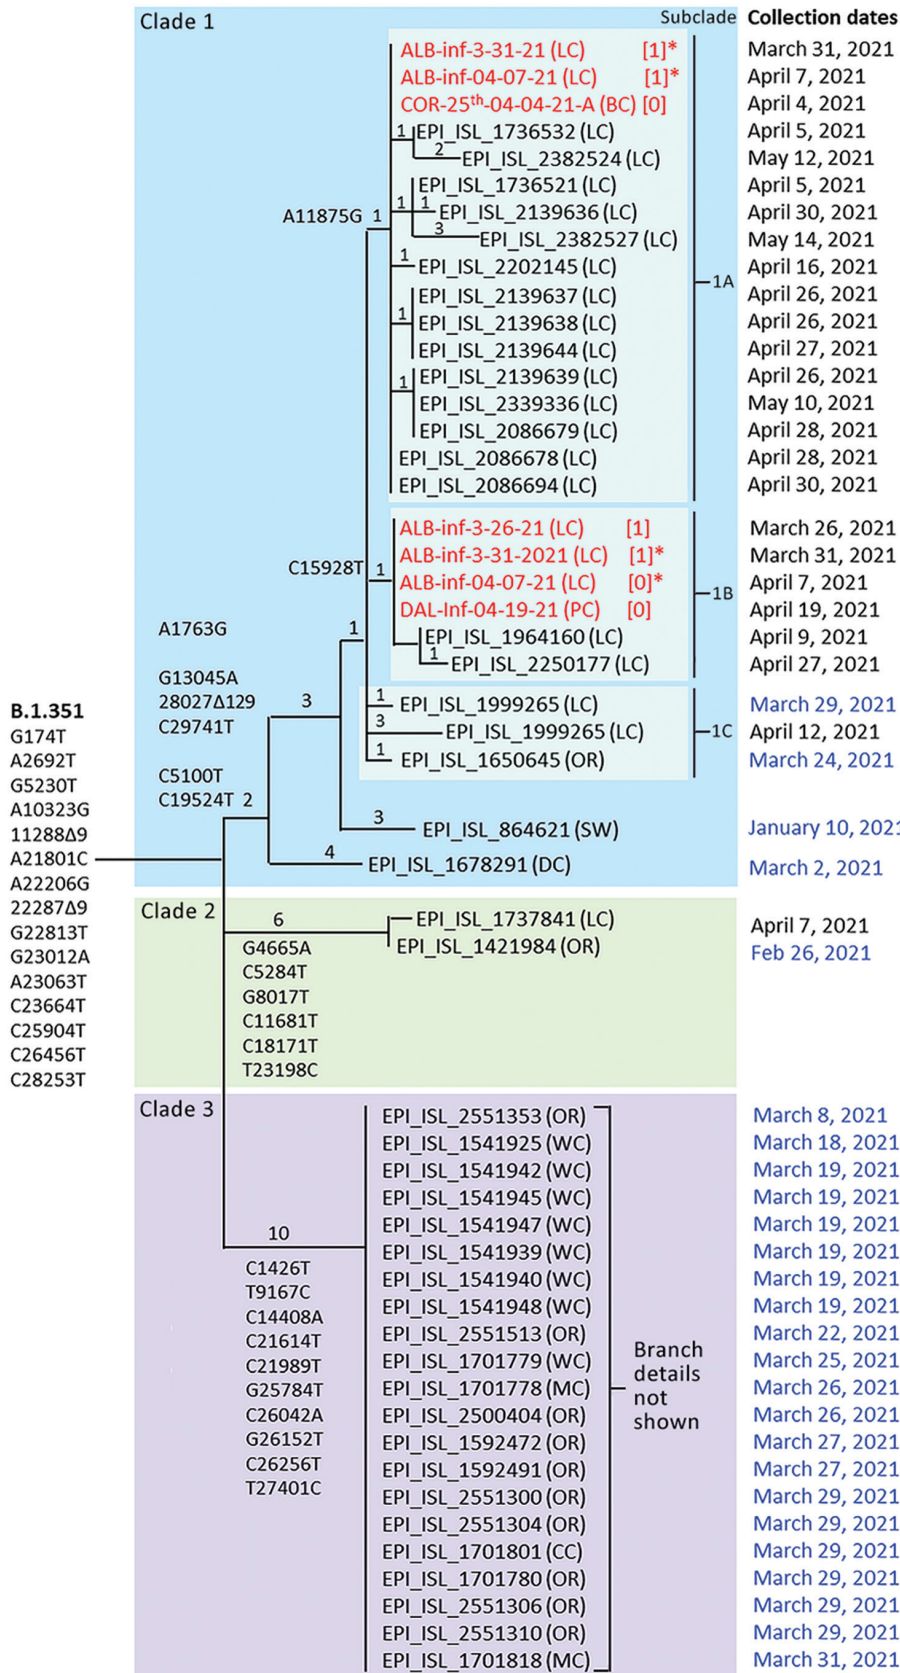 Clade 1 Subclade Collection dates
ALB-inf-3-31-21 (LC) [1]* March 31, 2021
ALB-inf-04-07-21 (LC) [1]* April 7, 2021
COR-25th-04-04-21-A (BC) [0] April 4, 2021
1 EPI_ISL_1736532 (LC) April 5, 2021
2 EPI_ISL_2382524 (LC) May 12, 2021
EPI_ISL_1736521 (LC) April 5, 2021
A11875G 1 1 1 EPI_ISL_2139636 (LC) April 30, 2021
3 EPI_ISL_2382527 (LC) May 14, 2021
1 EPI_ISL_2202145 (LC) April 16, 2021
1A
EPI_ISL_2139637 (LC) April 26, 2021
1 EPI_ISL_2139638 (LC) April 26, 2021
EPI_ISL_2139644 (LC) April 27, 2021
EPI_ISL_2139639 (LC) April 26, 2021
1 EPI_ISL_2339336 (LC) May 10, 2021
EPI_ISL_2086679 (LC) April 28, 2021
EPI_ISL_2086678 (LC) April 28, 2021
EPI_ISL_2086694 (LC) April 30, 2021
ALB-inf-3-26-21 (LC) [1] March 26, 2021
ALB-inf-3-31-2021 (LC) [1]* March 31, 2021
C15928T 1 ALB-inf-04-07-21 (LC) [0]* April 7, 2021
1B
DAL-Inf-04-19-21 (PC) [0] April 19, 2021
EPI_ISL_1964160 (LC) April 9, 2021
1 EPI_ISL_2250177 (LC) April 27, 2021
A1763G 1
G13045A
28027Δ129 3
C29741T
1 EPI_ISL_1999265 (LC) March 29, 2021
3 EPI_ISL_1999265 (LC) 1C April 12, 2021
1 EPI_ISL_1650645 (OR) March 24, 2021
C5100T
C19524T 2
3 EPI_ISL_864621 (SW) January 10, 2021
4 EPI_ISL_1678291 (DC) March 2, 2021
B.1.351
G174T
A2692T
G5230T
A10323G
11288Δ9
A21801C
A22206G
22287Δ9
G22813T
G23012A
A23063T
C23664T
C25904T
C26456T
C28253T
Clade 2
6 EPI_ISL_1737841 (LC) April 7, 2021
EPI_ISL_1421984 (OR) Feb 26, 2021
G4665A
C5284T
G8017T
C11681T
C18171T
T23198C
Clade 3
10
C1426T
T9167C
C14408A
C21614T
C21989T
G25784T
C26042A
G26152T
C26256T
T27401C
EPI_ISL_2551353 (OR) March 8, 2021
EPI_ISL_1541925 (WC) March 18, 2021
EPI_ISL_1541942 (WC) March 19, 2021
EPI_ISL_1541945 (WC) March 19, 2021
EPI_ISL_1541947 (WC) March 19, 2021
EPI_ISL_1541939 (WC) March 19, 2021
EPI_ISL_1541940 (WC) March 19, 2021
EPI_ISL_1541948 (WC) March 19, 2021
EPI_ISL_2551513 (OR) March 22, 2021
EPI_ISL_1701779 (WC) March 25, 2021
EPI_ISL_1701778 (MC) March 26, 2021
EPI_ISL_2500404 (OR) March 26, 2021
EPI_ISL_1592472 (OR) March 27, 2021
EPI_ISL_1592491 (OR) March 27, 2021
EPI_ISL_2551300 (OR) March 29, 2021
EPI_ISL_2551304 (OR) March 29, 2021
EPI_ISL_1701801 (CC) March 29, 2021
EPI_ISL_1701780 (OR) March 29, 2021
EPI_ISL_2551306 (OR) March 29, 2021
EPI_ISL_2551310 (OR) March 29, 2021
EPI_ISL_1701818 (MC) March 31, 2021
Branch
details
not
shown